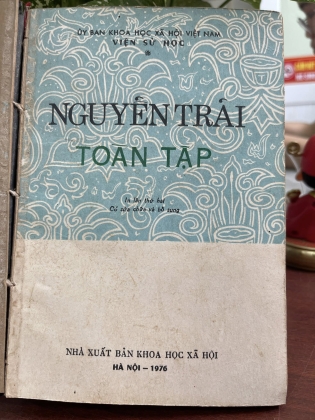 ỦY BAN KHOA HỌC XÃ HỘI VIỆT NAM
VIỆN SỬ HỌC
NGUYỄN TRÃI
TOÀN TẬP
In lần thứ hai
Có sửa chữa và bổ sung
NHÀ XUẤT BẢN KHOA HỌC XÃ HỘI
HÀ NỘI – 1976